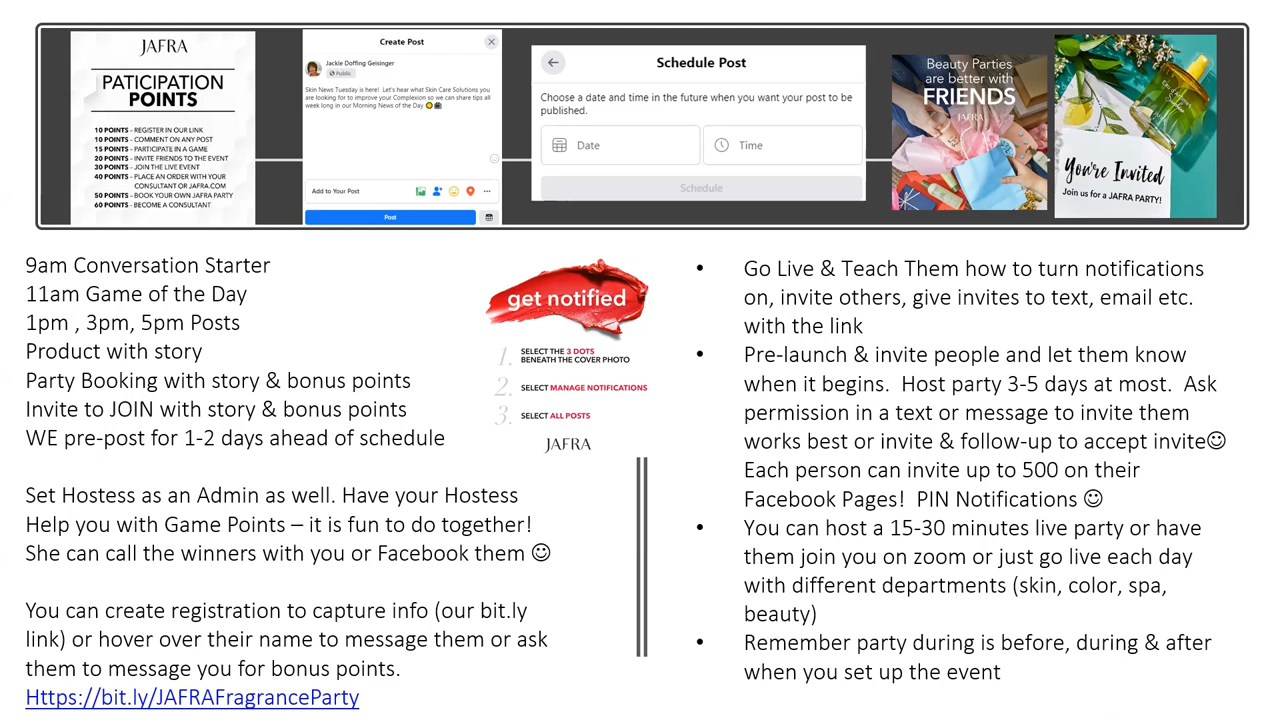 JAFRA
PATICIPATION
POINTS
10 POINTS - REGISTER IN OUR LINK
10 POINTS - COMMENT ON ANY POST
15 POINTS - PARTICIPATE IN A GAME
20 POINTS - INVITE FRIENDS TO THE EVENT
30 POINTS - JOIN THE LIVE EVENT
40 POINTS - PLACE AN ORDER WITH YOUR
CONSULTANT OR JAFRA.COM
50 POINTS - BOOK YOUR OWN JAFRA PARTY
60 POINTS - BECOME A CONSULTANT
Create Post
Jackie Doffing Geisinger
Public
Skin News Tuesday is here! Let's hear what Skin Care Solutions you
are looking for to improve your Complexion so we can share tips all
week long in our Morning News of the Day
Add to Your Post
Post
Schedule Post
Choose a date and time in the future when you want your post to be
published.
Date
Time
Schedule
Beauty Parties
are better with
FRIENDS
JAFRA
You're Invited
Join us for a JAFRA PARTY!
9am Conversation Starter
11am Game of the Day
1pm , 3pm, 5pm Posts
Product with story
Party Booking with story & bonus points
Invite to JOIN with story & bonus points
WE pre-post for 1-2 days ahead of schedule
Set Hostess as an Admin as well. Have your Hostess
Help you with Game Points – it is fun to do together!
She can call the winners with you or Facebook them ☺
You can create registration to capture info (our bit.ly
link) or hover over their name to message them or ask
them to message you for bonus points.
Https://bit.ly/JAFRAFragranceParty
get notified
1. SELECT THE 3 DOTS
BENEATH THE COVER PHOTO
2. SELECT MANAGE NOTIFICATIONS
3. SELECT ALL POSTS
JAFRA
• Go Live & Teach Them how to turn notifications
on, invite others, give invites to text, email etc.
with the link
• Pre-launch & invite people and let them know
when it begins.  Host party 3-5 days at most.  Ask
permission in a text or message to invite them
works best or invite & follow-up to accept invite☺
Each person can invite up to 500 on their
Facebook Pages!  PIN Notifications ☺
• You can host a 15-30 minutes live party or have
them join you on zoom or just go live each day
with different departments (skin, color, spa,
beauty)
• Remember party during is before, during & after
when you set up the event